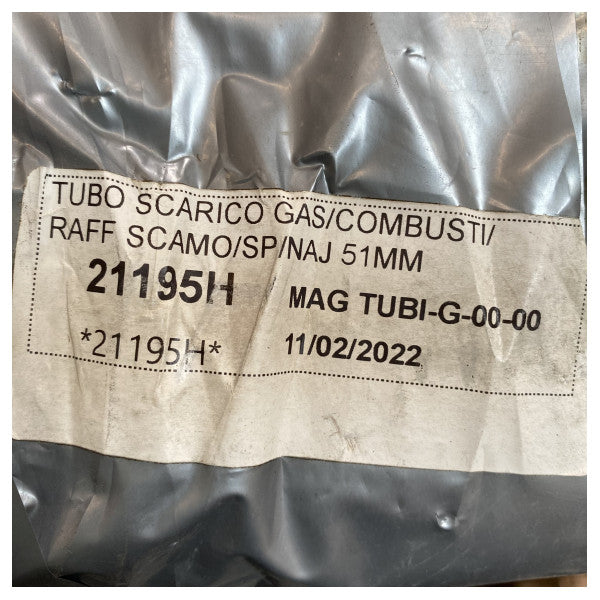 TUBO SCARICO GAS/COMBUSTI/
RAFF SCAMO/SP/NAJ 51MM
21195H MAG TUBI-G-00-00
*21195H* 11/02/2022